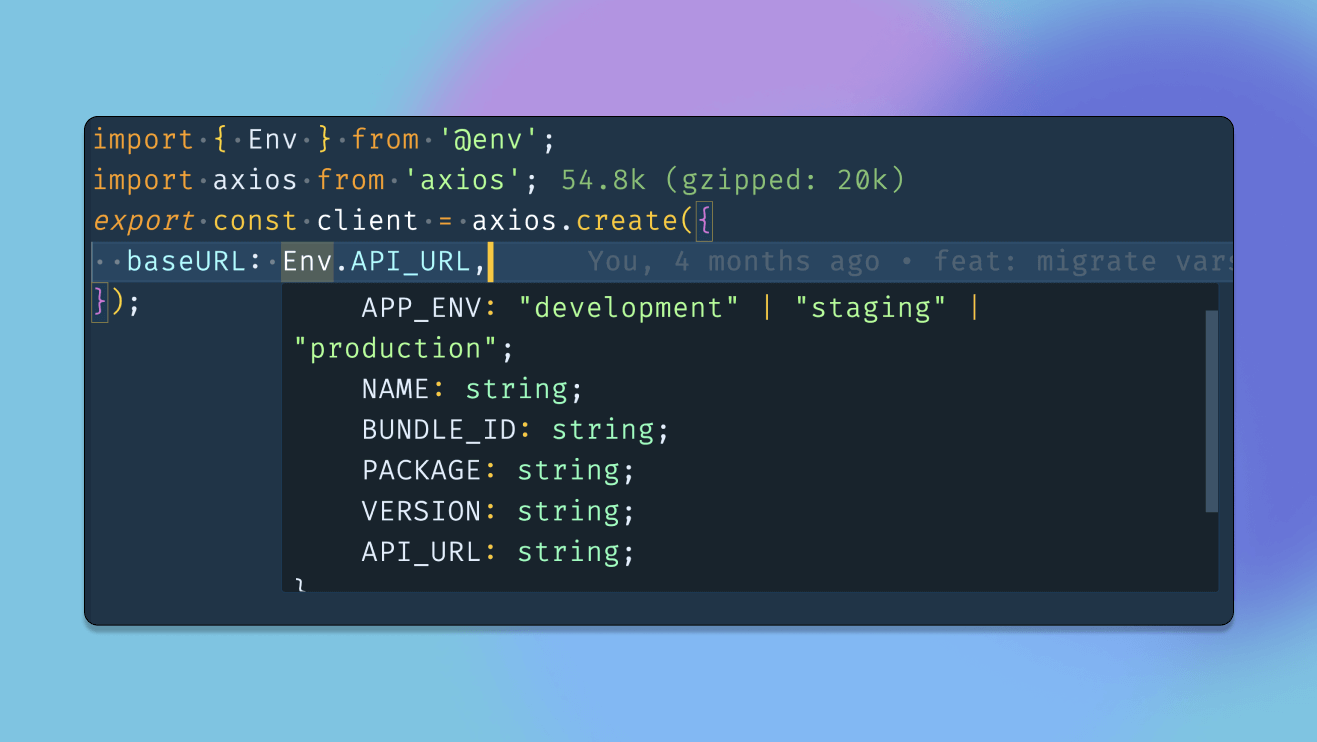 import { Env } from '@env';
import axios from 'axios'; 54.8k (gzipped: 20k)
export const client = axios.create({
baseURL: Env.API_URL, You, 4 months ago • feat: migrate vars
});
APP_ENV: "development" | "staging" |
"production";
NAME: string;
BUNDLE_ID: string;
PACKAGE: string;
VERSION: string;
API_URL: string;
}